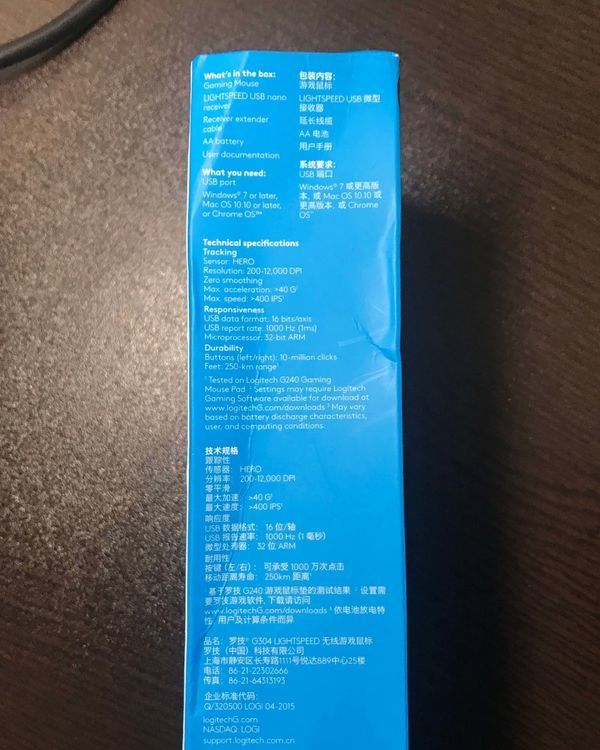 What's in the box:
Gaming Mouse
LIGHTSPEED USB nano
receiver
Receiver extender
cable
AA battery
User documentation
What you need:
USB port
Windows® 7 or later,
Mac OS 10.10 or later,
or Chrome OS™
包装内容:
游戏鼠标
LIGHTSPEED USB 微型
接收器
延长线缆
AA 电池
用户手册
系统要求:
USB 端口
Windows® 7 或更高版
本, 或 Mac OS 10.10 或
更高版本, 或 Chrome
OS™
Technical specifications
Tracking
Sensor: HERO
Resolution: 200-12,000 DPI
Zero smoothing
Max. acceleration: >40 G¹
Max. speed: >400 IPS¹
Responsiveness
USB data format: 16 bits/axis
USB report rate: 1000 Hz (1ms)
Microprocessor: 32-bit ARM
Durability
Buttons (left/right): 10-million clicks
Feet: 250-km range¹
¹ Tested on Logitech G240 Gaming
Mouse Pad ² Settings may require Logitech
Gaming Software available for download at
www.logitechG.com/downloads ³ May vary
based on battery discharge characteristics,
user, and computing conditions.
技术规格
跟踪性
传感器: HERO
分辨率: 200-12,000 DPI
零平滑
最大加速: >40 G¹
最大速度: >400 IPS¹
响应度
USB 数据格式: 16 位/轴
USB 报告速率: 1000 Hz (1 毫秒)
微型处理器: 32 位 ARM
耐用性
按键 (左/右): 可承受 1000 万次点击
移动距离寿命: 250km 距离¹
¹ 基于罗技 G240 游戏鼠标垫的测试结果 ² 设置需
要罗技游戏软件, 下载请访问
www.logitechG.com/downloads ³ 依电池放电特
性, 用户及计算条件而异
品名: 罗技® G304 LIGHTSPEED 无线游戏鼠标
罗技 (中国) 科技有限公司
上海市静安区长寿路1111号悦达889中心25楼
电话: 86-21-22302666
传真: 86-21-64313193
企业标准代码:
Q/320500 LOGI 04-2015
logitechG.com
NASDAQ: LOGI
support.logitech.com.cn